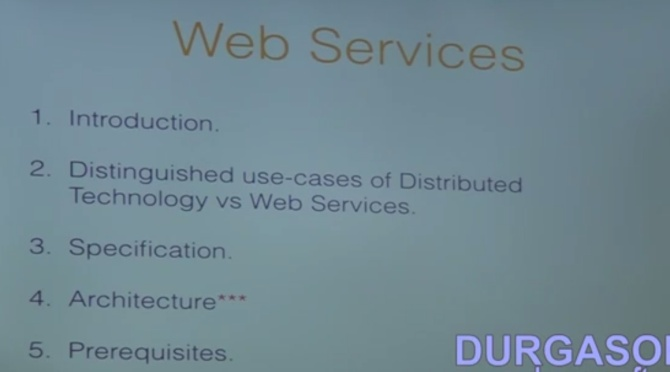 Web Services
1. Introduction.
2. Distinguished use-cases of Distributed
Technology vs Web Services.
3. Specification.
4. Architecture***
5. Prerequisites.